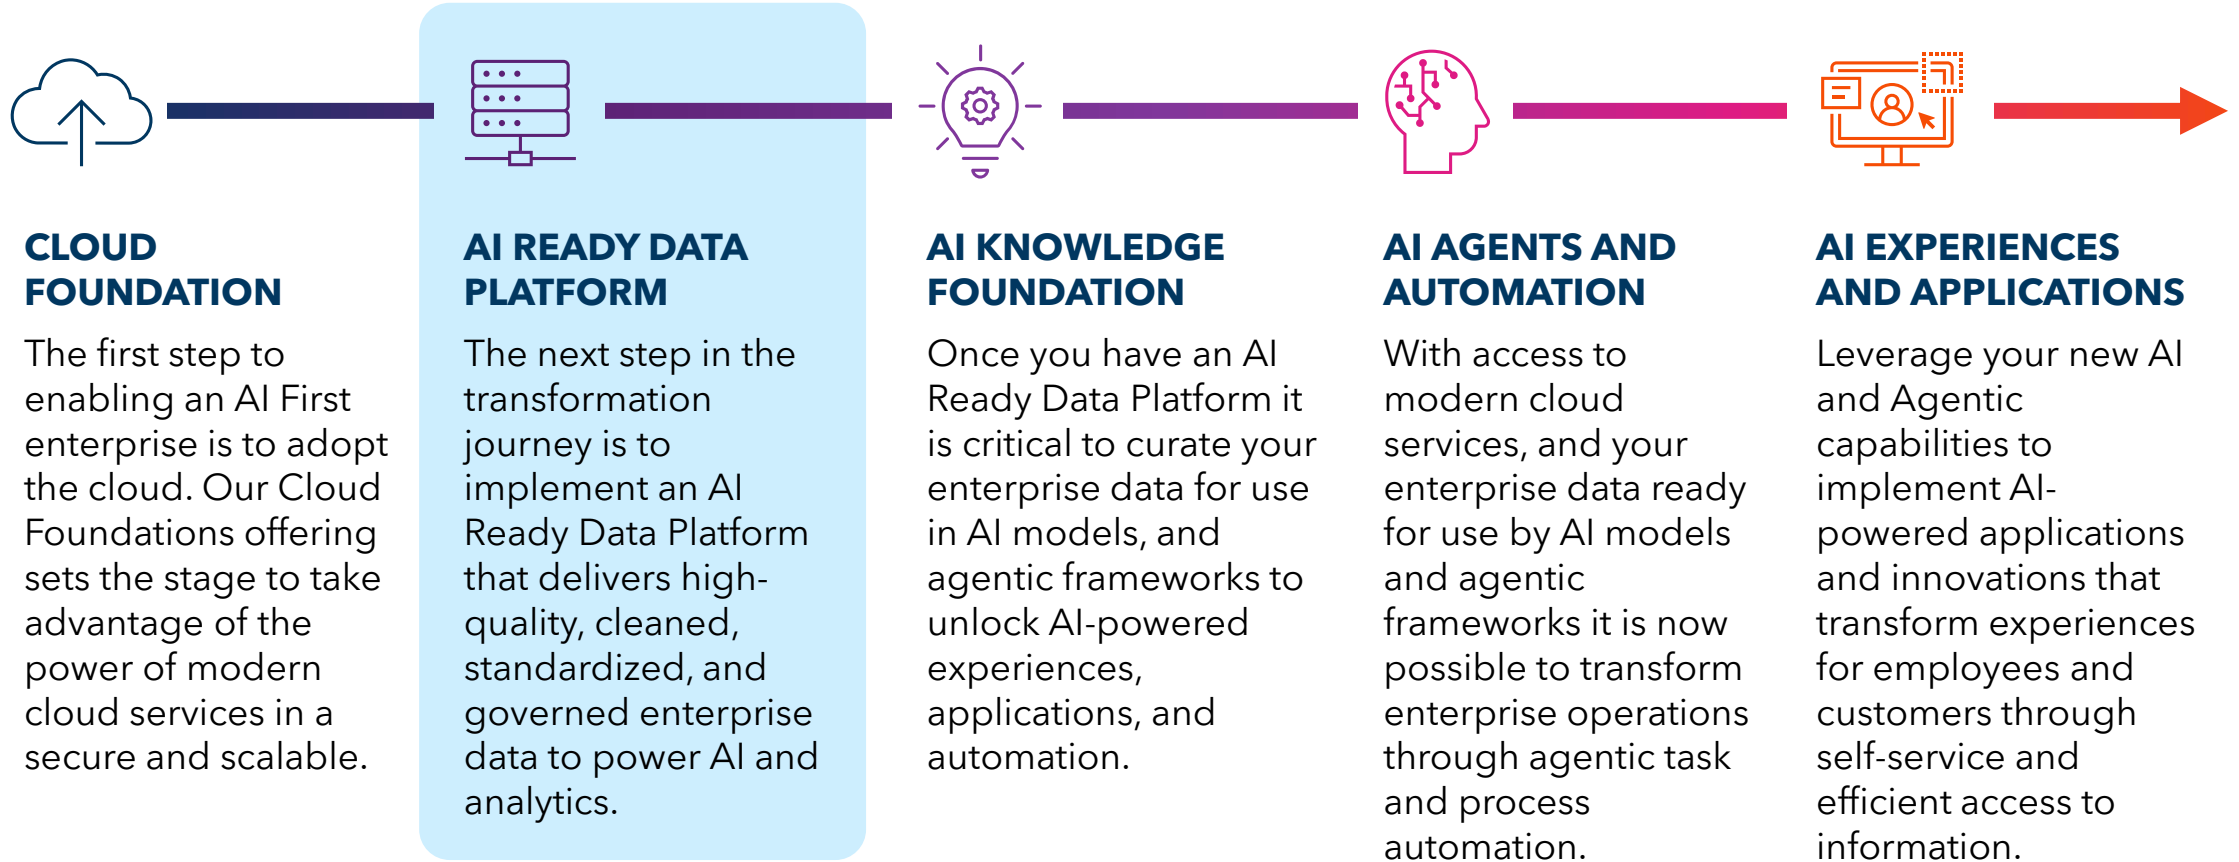 CLOUD
FOUNDATION
The first step to
enabling an AI First
enterprise is to adopt
the cloud. Our Cloud
Foundations offering
sets the stage to take
advantage of the
power of modern
cloud services in a
secure and scalable.
AI READY DATA
PLATFORM
The next step in the
transformation
journey is to
implement an AI
Ready Data Platform
that delivers high-
quality, cleaned,
standardized, and
governed enterprise
data to power AI and
analytics.
AI KNOWLEDGE
FOUNDATION
Once you have an AI
Ready Data Platform it
is critical to curate your
enterprise data for use
in AI models, and
agentic frameworks to
unlock AI-powered
experiences,
applications, and
automation.
AI AGENTS AND
AUTOMATION
With access to
modern cloud
services, and your
enterprise data ready
for use by AI models
and agentic
frameworks it is now
possible to transform
enterprise operations
through agentic task
and process
automation.
AI EXPERIENCES
AND APPLICATIONS
Leverage your new AI
and Agentic
capabilities to
implement AI-
powered applications
and innovations that
transform experiences
for employees and
customers through
self-service and
efficient access to
information.